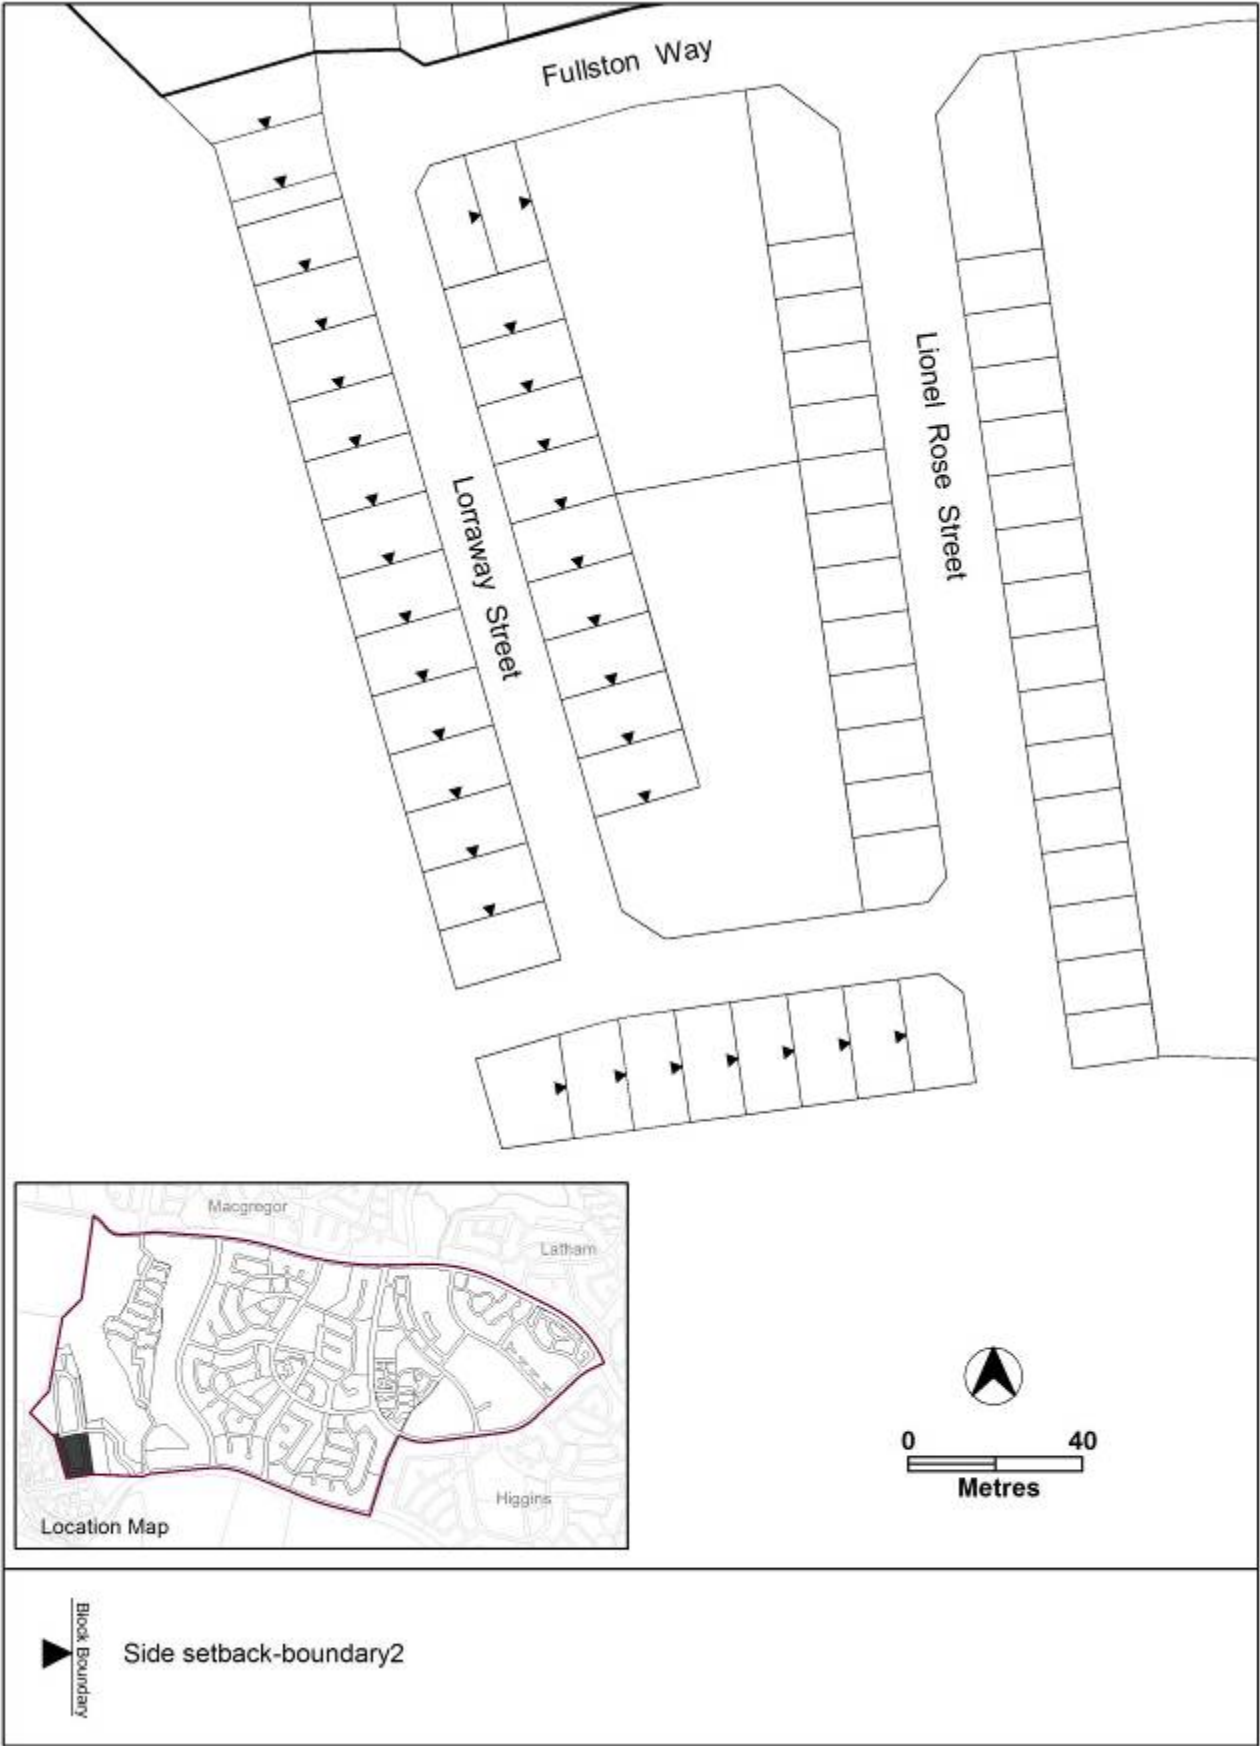 Fullston Way
Lionel Rose Street
Lorraway Street
Macgregor
Latham
Higgins
Location Map
0 40
Metres
Block Boundary
Side setback-boundary2